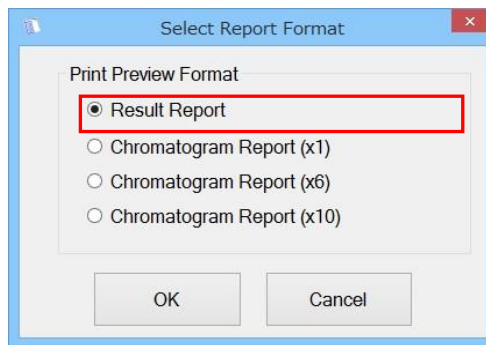 Select Report Format
Print Preview Format
Result Report
Chromatogram Report (x1)
Chromatogram Report (x6)
Chromatogram Report (x10)
OK
Cancel